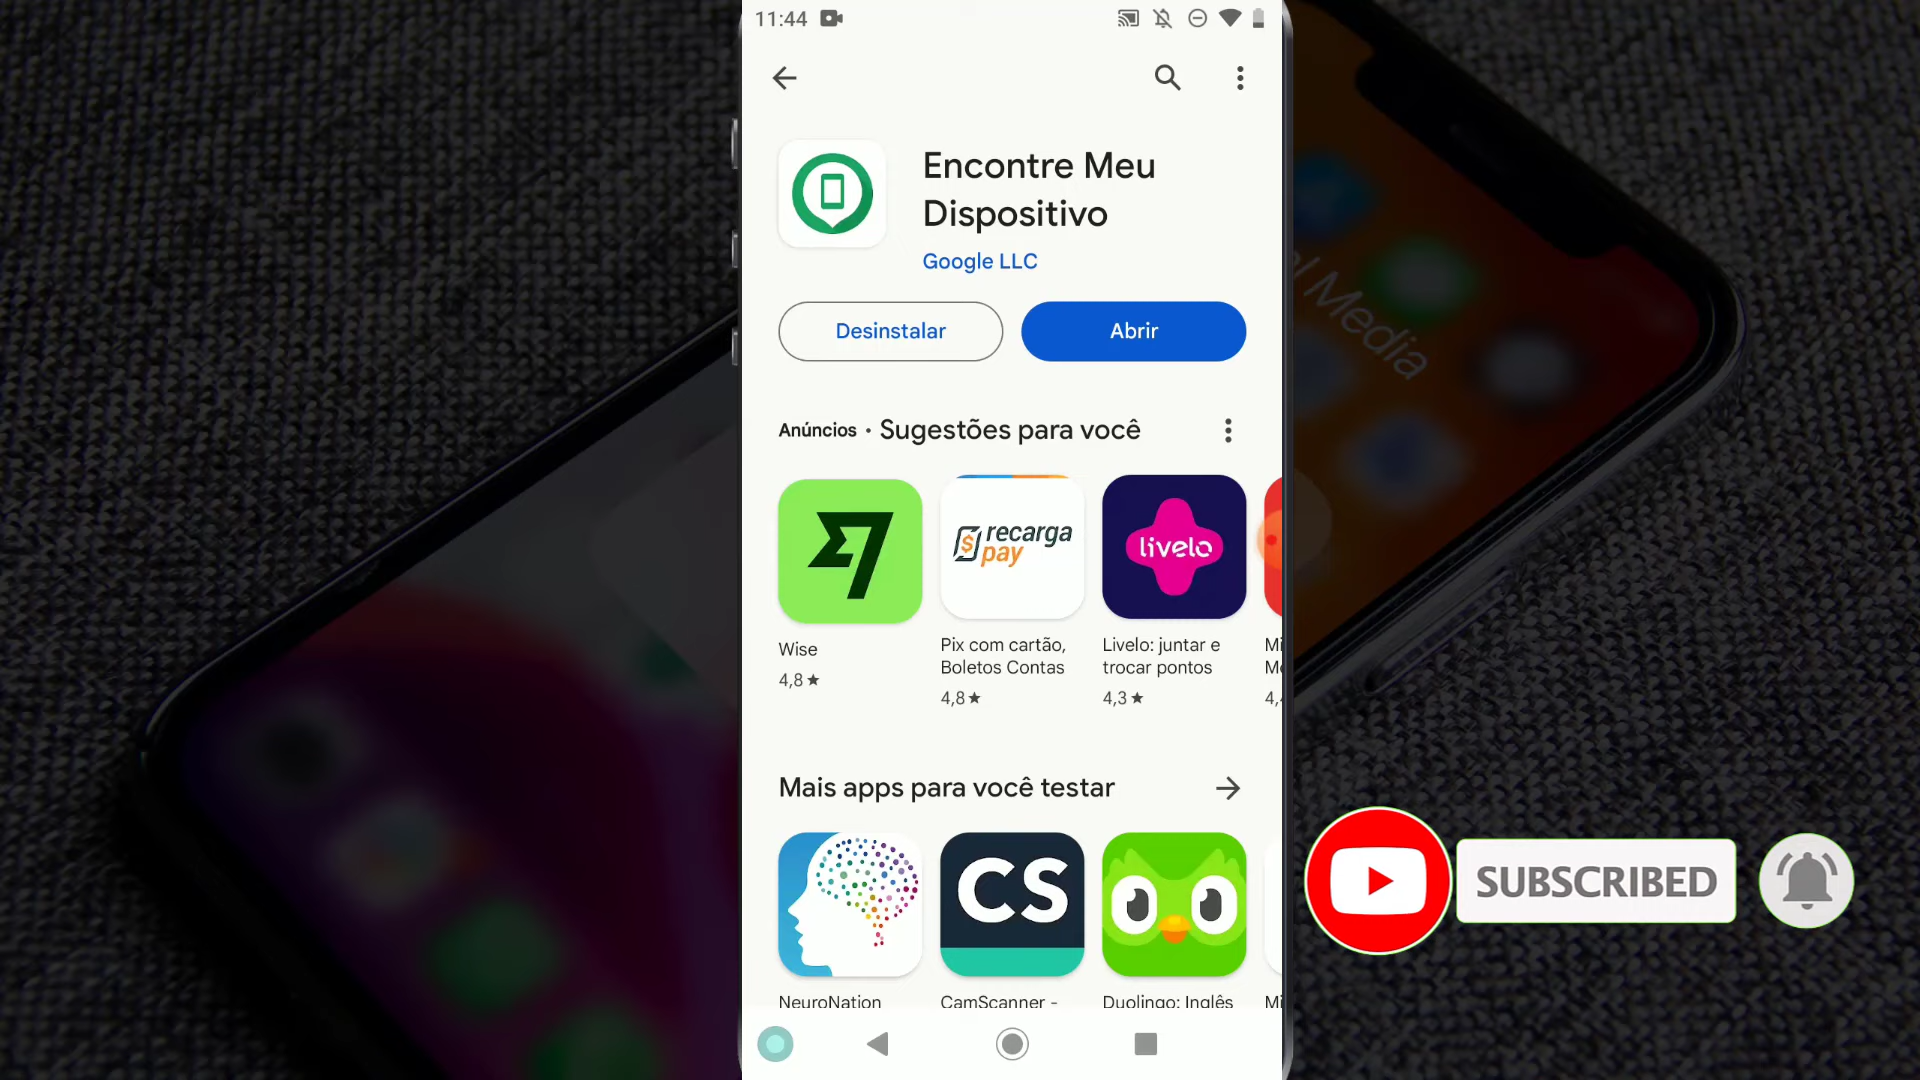 11:44
Encontre Meu
Dispositivo
Google LLC
Desinstalar
Abrir
Anúncios • Sugestões para você
recarga
pay
livelo
Wise
4,8 ★
Pix com cartão,
Boletos Contas
4,8 ★
Livelo: juntar e
trocar pontos
4,3 ★
Mais apps para você testar
CS
NeuroNation
CamScanner -
Duolingo: Inglês
Media
SUBSCRIBED